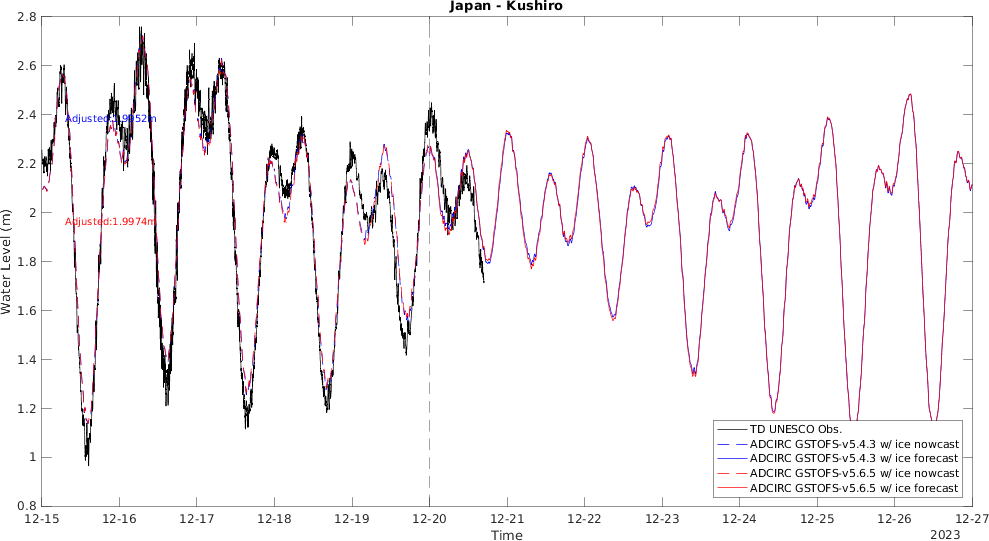 Japan - Kushiro
Water Level (m)
2.8
2.6
2.4
2.2
2
1.8
1.6
1.4
1.2
1
0.8
Adjusted:1.9952m
Adjusted:1.9974m
TD UNESCO Obs.
ADCIRC GSTOFS-v5.4.3 w/ ice nowcast
ADCIRC GSTOFS-v5.4.3 w/ ice forecast
ADCIRC GSTOFS-v5.6.5 w/ ice nowcast
ADCIRC GSTOFS-v5.6.5 w/ ice forecast
12-15 12-16 12-17 12-18 12-19 12-20 12-21 12-22 12-23 12-24 12-25 12-26 12-27
Time
2023